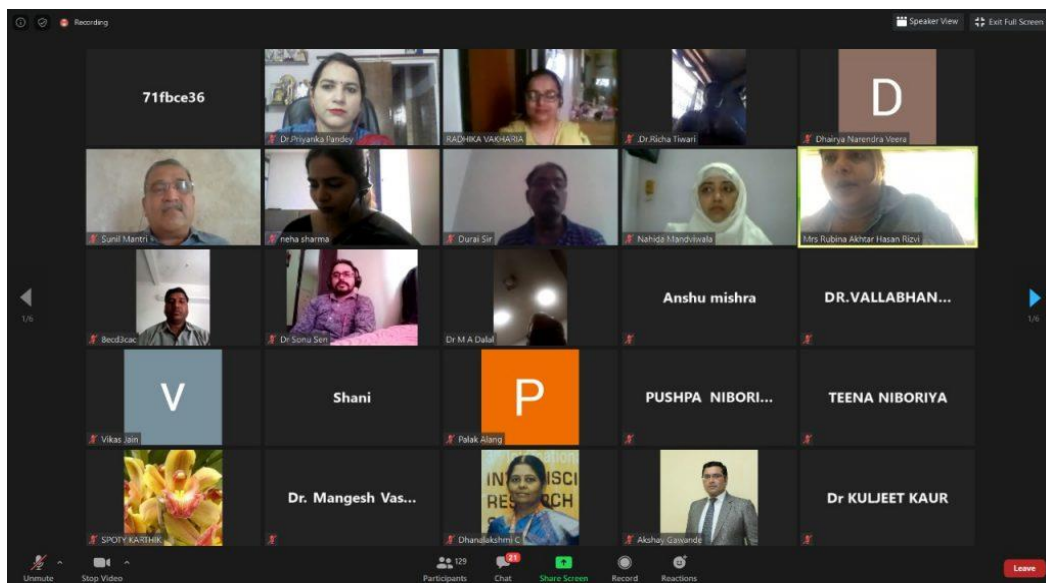 Recording
Speaker View
Exit Full Screen
71fbce36
Dr.Priyanka Pandey
RADHIKA VAKHARIA
.Dr.Richa Tiwari
D
Dhairya Narendra Veera
Sunil Mantri
neha sharma
Durai Sir
Nahida Mandviwala
Mrs Rubina Akhtar Hasan Rizvi
Dr Sonu Sen
Dr M A Dalal
Anshu mishra
DR.VALLABHAN...
1/6
1/6
V
Vikas Jain
Shani
P
Palak Alang
PUSHPA NIBORI...
TEENA NIBORIYA
SPOTY KARTHIK
Dr. Mangesh Vas...
Dhanalakshmi C
Akshay Gawande
Dr KULJEET KAUR
Unmute
Stop Video
129
Participants
21
Chat
Share Screen
Record
Reactions
Leave